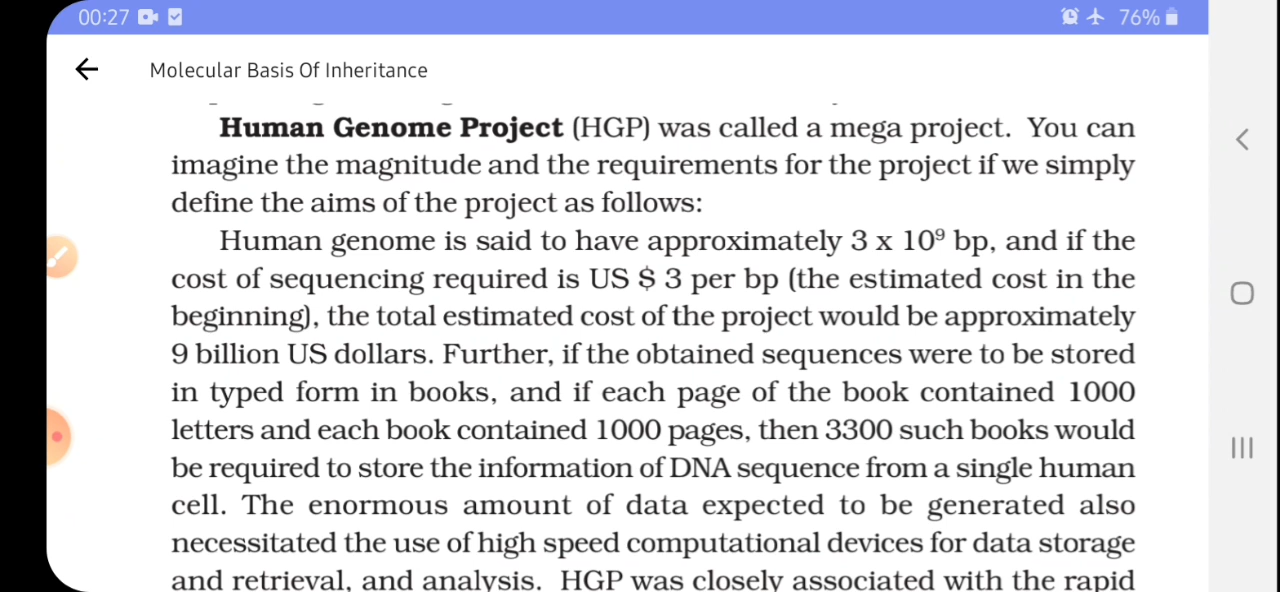 00:27
76%
Molecular Basis Of Inheritance
Human Genome Project (HGP) was called a mega project. You can
imagine the magnitude and the requirements for the project if we simply
define the aims of the project as follows:
Human genome is said to have approximately 3 x 10⁹ bp, and if the
cost of sequencing required is US $ 3 per bp (the estimated cost in the
beginning), the total estimated cost of the project would be approximately
9 billion US dollars. Further, if the obtained sequences were to be stored
in typed form in books, and if each page of the book contained 1000
letters and each book contained 1000 pages, then 3300 such books would
be required to store the information of DNA sequence from a single human
cell. The enormous amount of data expected to be generated also
necessitated the use of high speed computational devices for data storage
and retrieval, and analysis. HGP was closely associated with the rapid